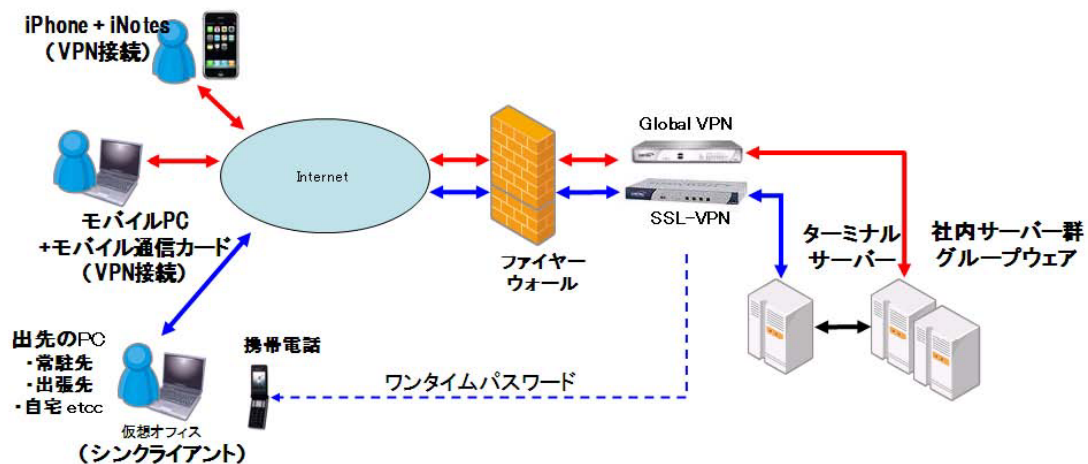 iPhone + iNotes
（VPN接続）
Internet
Global VPN
SSL-VPN
モバイルPC
+モバイル通信カード
（VPN接続）
ファイヤー
ウォール
ターミナル
サーバー
社内サーバー群
グループウェア
出先のPC
・常駐先
・出張先
・自宅 etcc
携帯電話
ワンタイムパスワード
仮想オフィス
（シンクライアント）